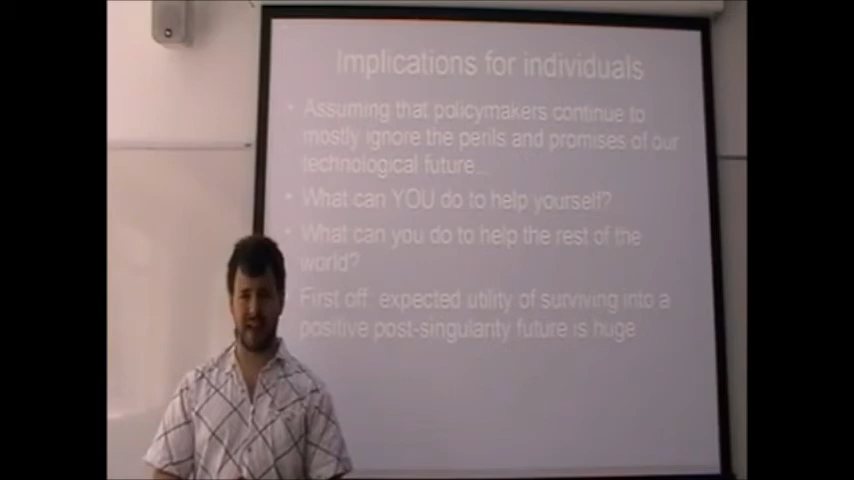 Implications for individuals
• Assuming that policymakers continue to
mostly ignore the perils and promises of our
technological future...
• What can YOU do to help yourself?
• What can you do to help the rest of the
world?
First off: expected utility of surviving into a
positive post-singularity future is huge